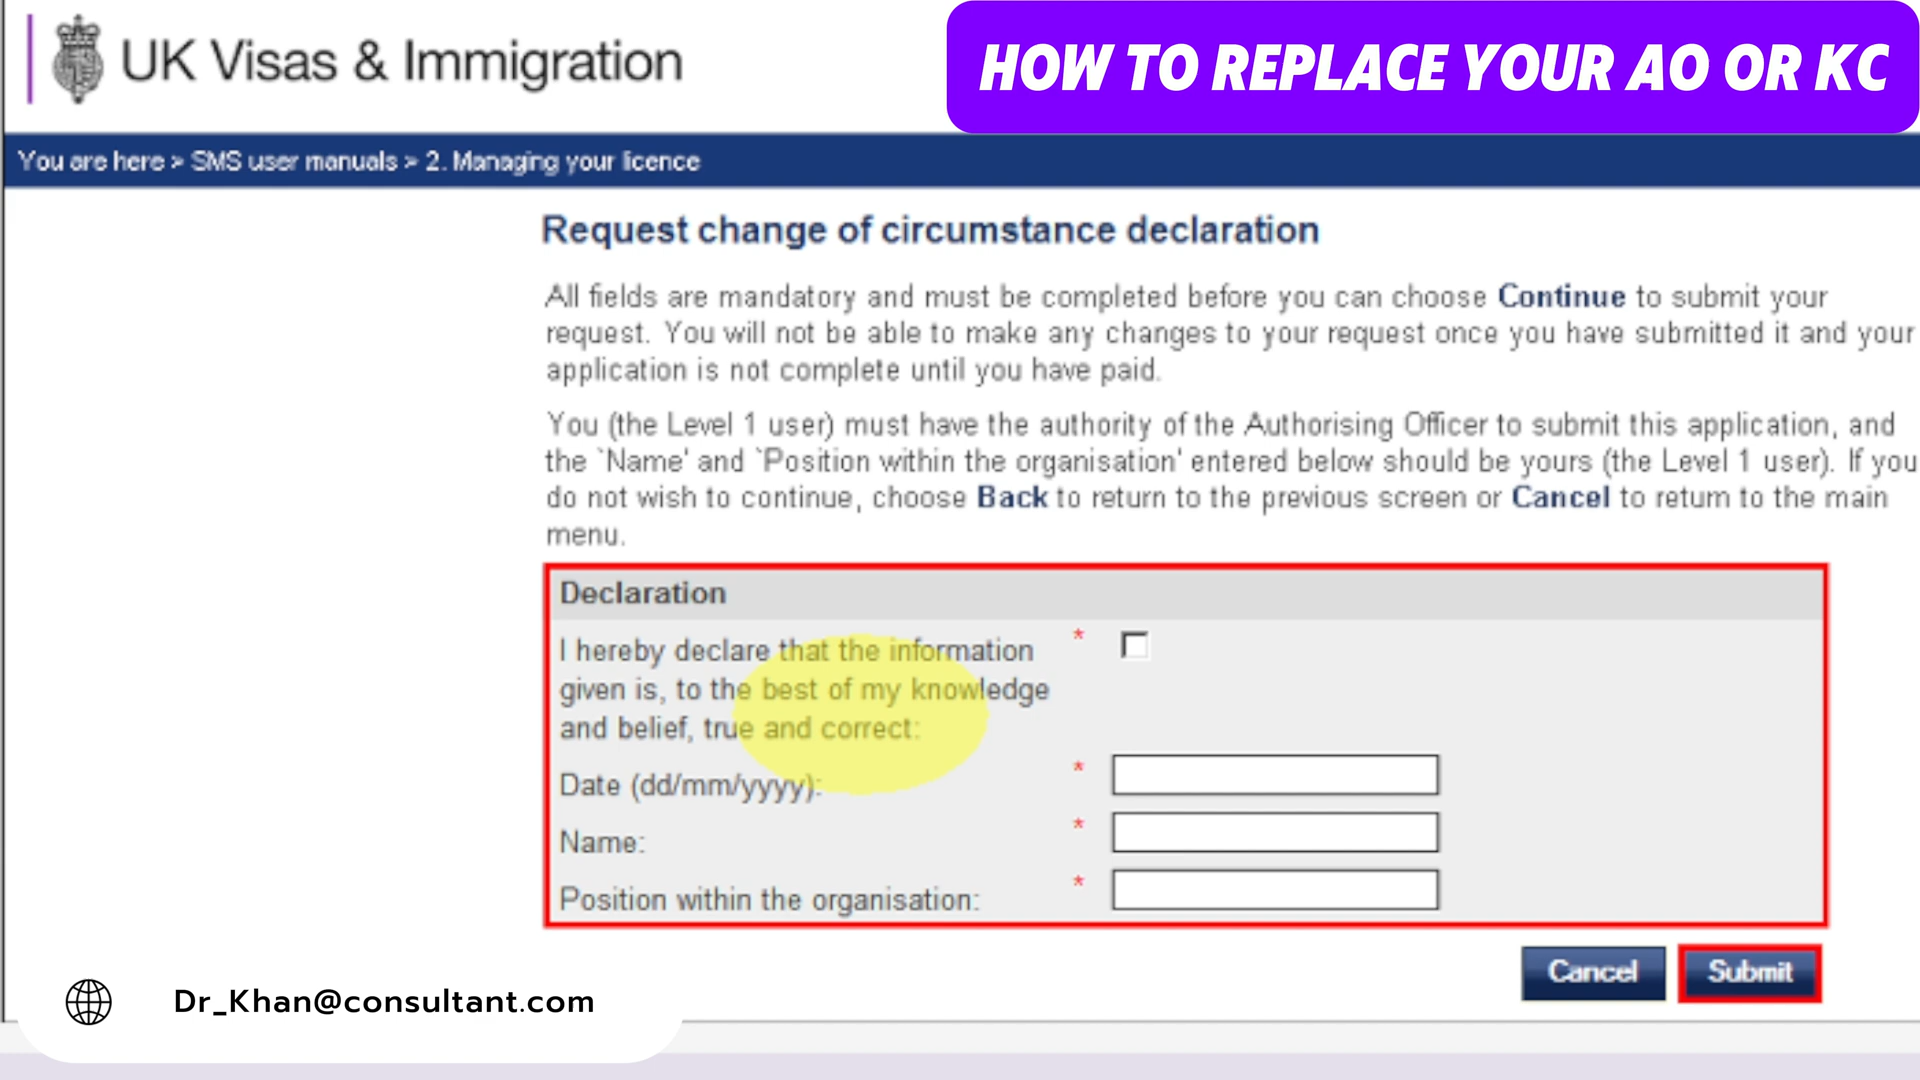 UK Visas & Immigration
HOW TO REPLACE YOUR AO OR KC
You are here > SMS user manuals > 2. Managing your licence
Request change of circumstance declaration
All fields are mandatory and must be completed before you can choose Continue to submit your
request. You will not be able to make any changes to your request once you have submitted it and your
application is not complete until you have paid.
You (the Level 1 user) must have the authority of the Authorising Officer to submit this application, and
the `Name' and `Position within the organisation' entered below should be yours (the Level 1 user). If you
do not wish to continue, choose Back to return to the previous screen or Cancel to return to the main
menu.
Declaration
I hereby declare that the information *
given is, to the best of my knowledge
and belief, true and correct:
Date (dd/mm/yyyy): *
Name: *
Position within the organisation: *
Cancel Submit
Dr_Khan@consultant.com